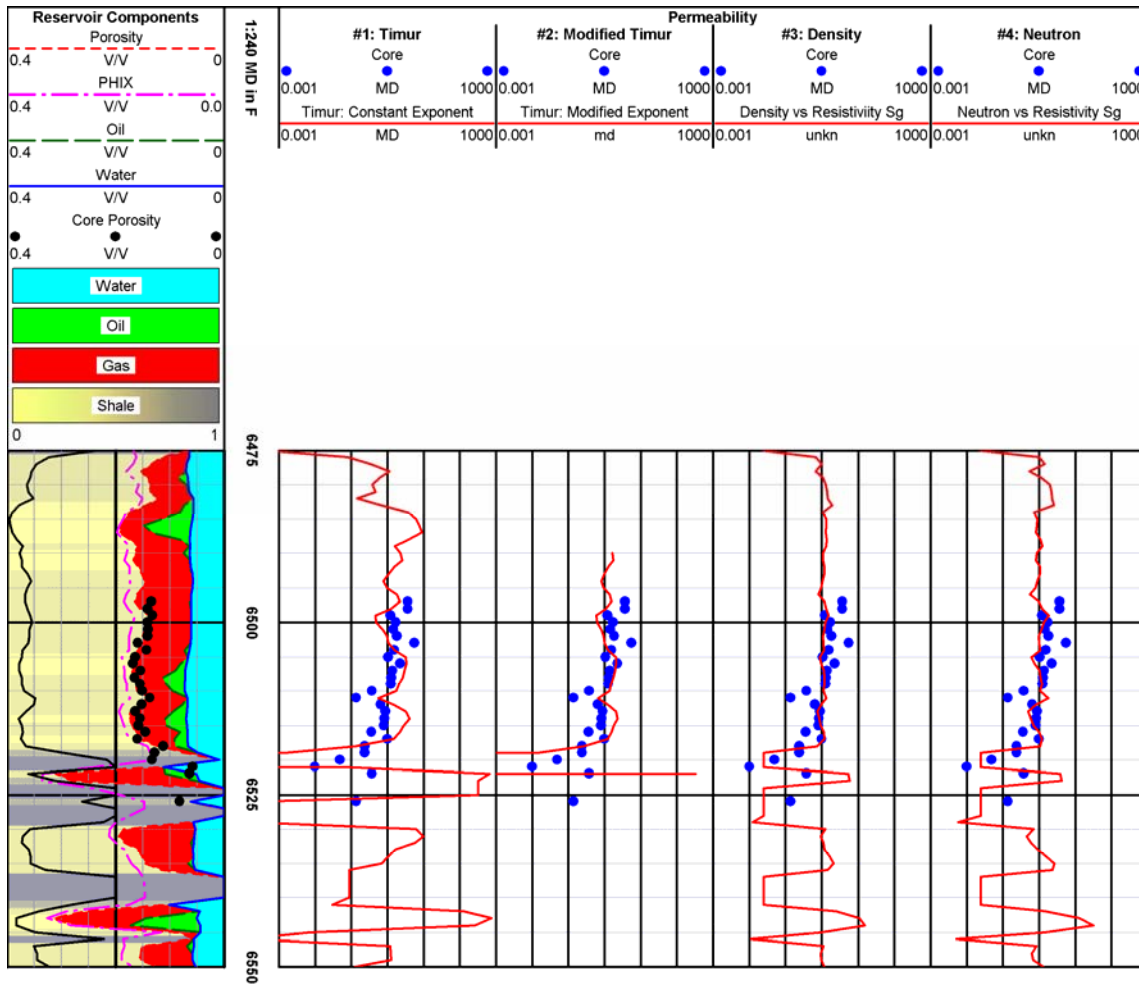 Reservoir Components
Porosity
0.4 V/V 0
PHIX
0.4 V/V 0.0
Oil
0.4 V/V 0
Water
0.4 V/V 0
Core Porosity
0.4 V/V 0
Water
Oil
Gas
Shale
0 1
1:240 MD in F
Permeability
#1: Timur
Core
0.001 MD 1000
Timur: Constant Exponent
0.001 MD 1000
#2: Modified Timur
Core
0.001 MD 1000
Timur: Modified Exponent
0.001 md 1000
#3: Density
Core
0.001 MD 1000
Density vs Resistiviity Sg
0.001 unkn 1000
#4: Neutron
Core
0.001 MD 1000
Neutron vs Resistivity Sg
0.001 unkn 1000
6475
6500
6525
6550